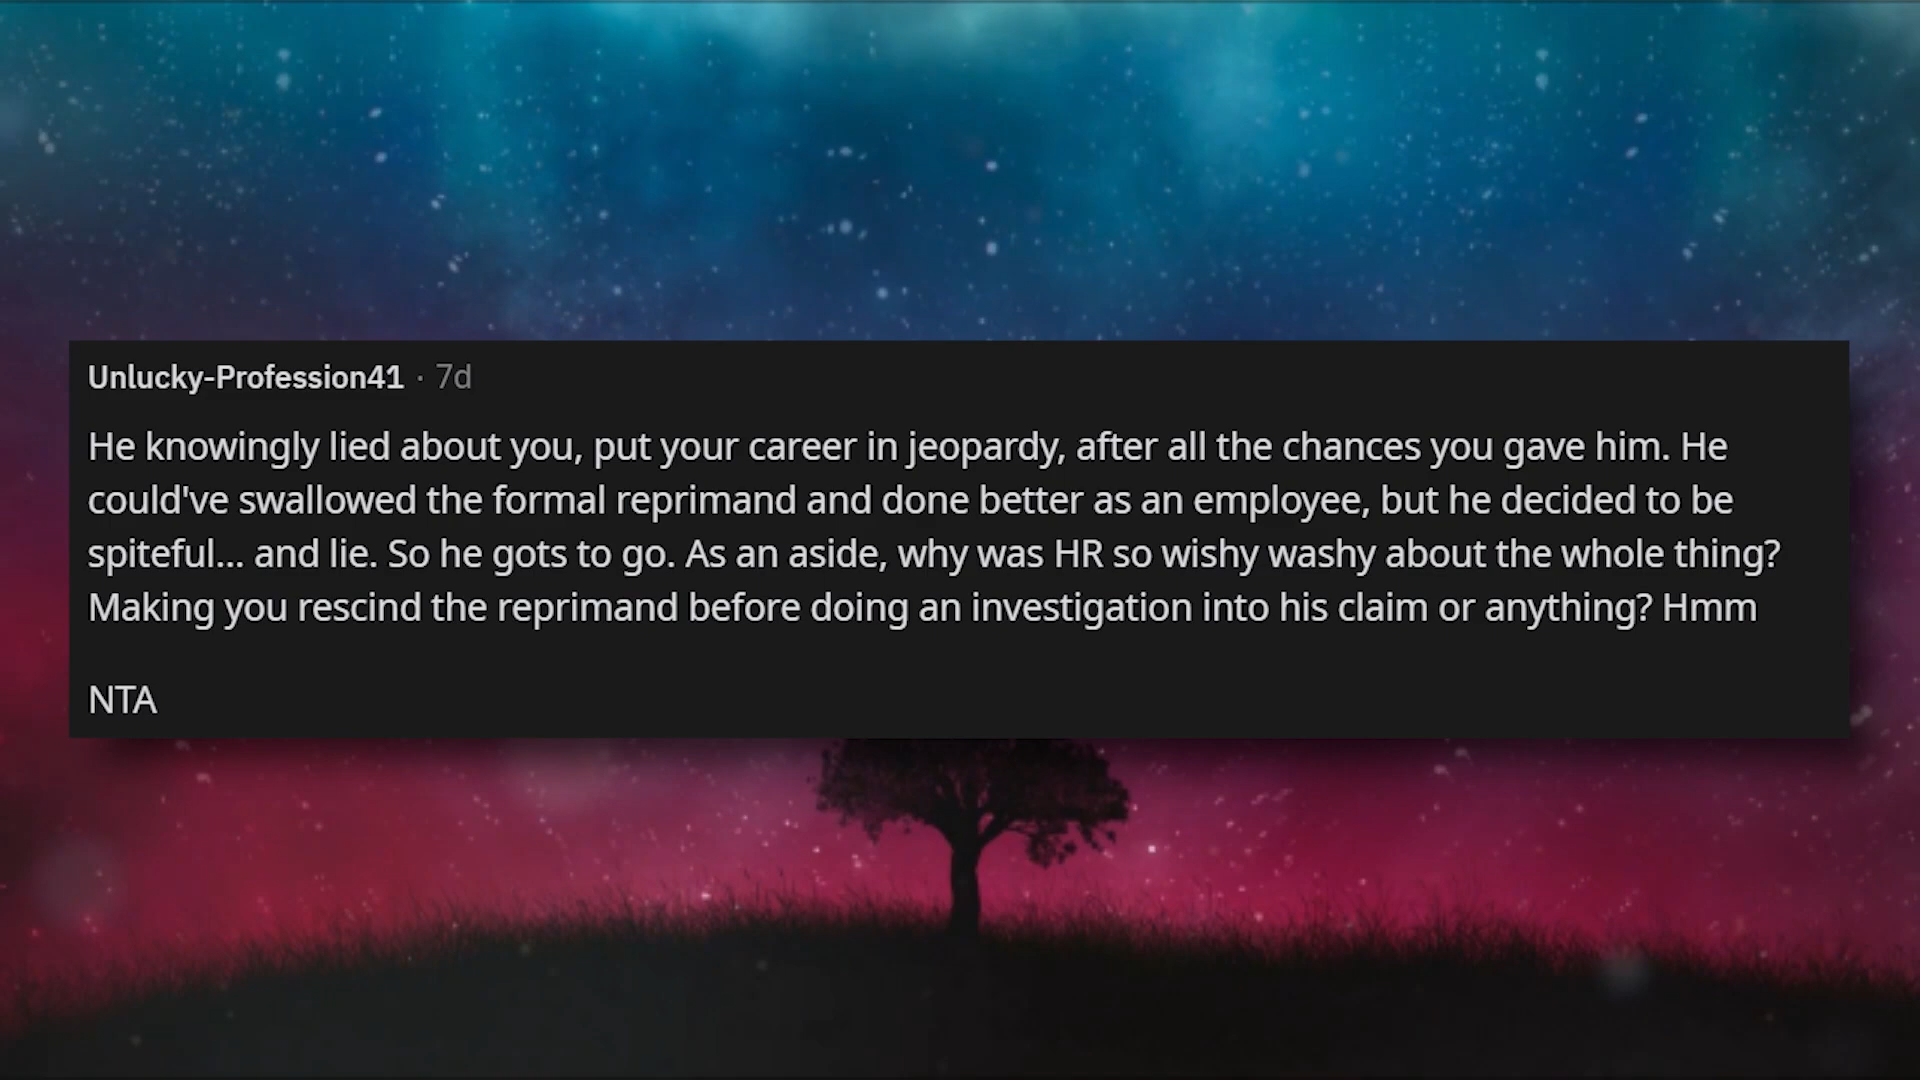 Unlucky-Profession41 · 7d
He knowingly lied about you, put your career in jeopardy, after all the chances you gave him. He
could've swallowed the formal reprimand and done better as an employee, but he decided to be
spiteful... and lie. So he gots to go. As an aside, why was HR so wishy washy about the whole thing?
Making you rescind the reprimand before doing an investigation into his claim or anything? Hmm
NTA